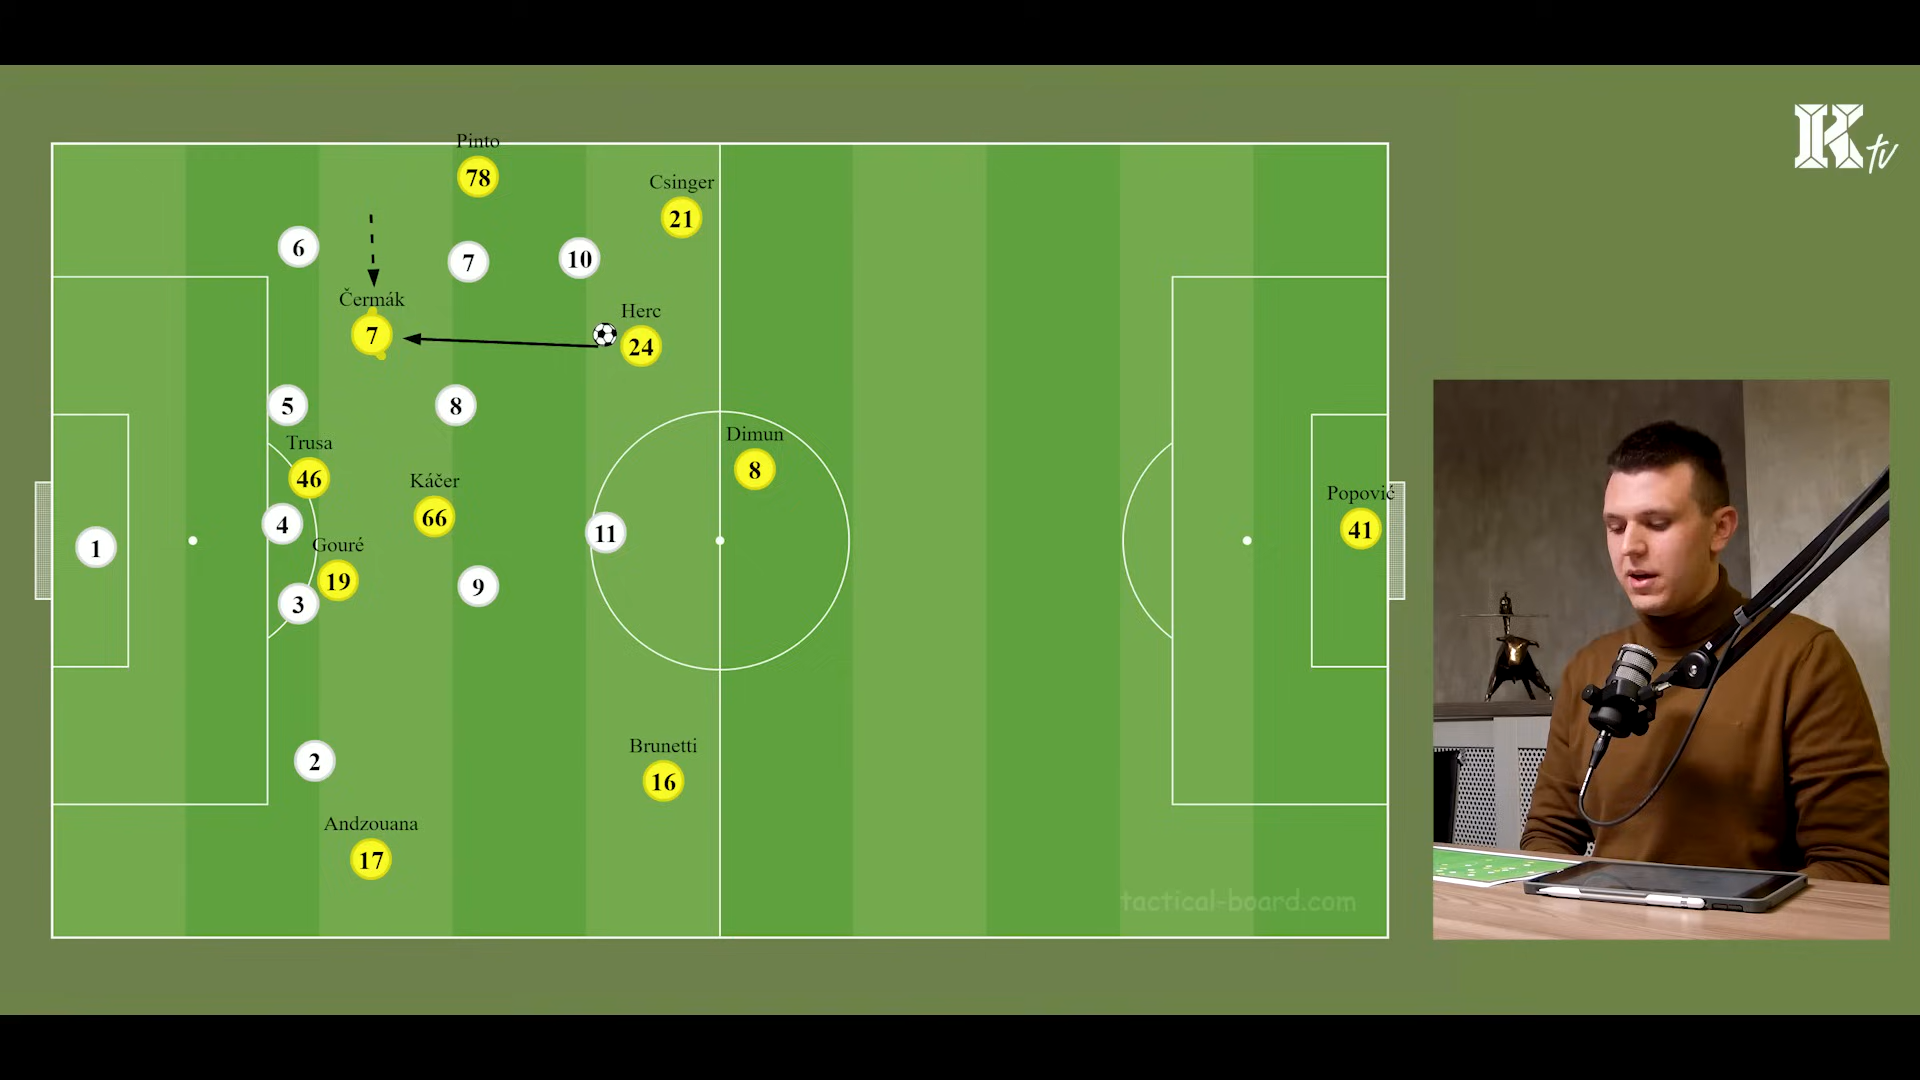 Pinto
78
Csinger
21
K tv
6
7
10
Čermák
7
Herc
24
5
8
Trusa
46
Dimun
8
Káčer
66
Popović
41
4
11
1
Gouré
19
3
9
2
Brunetti
16
Andzouana
17
tactical-board.com